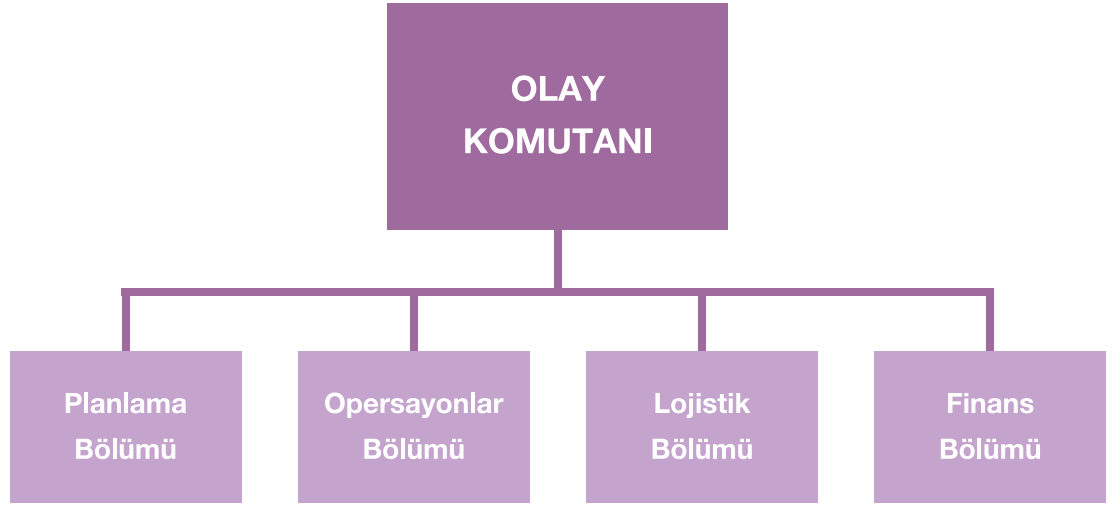 OLAY
KOMUTANI
Planlama
Bölümü
Opersayonlar
Bölümü
Lojistik
Bölümü
Finans
Bölümü